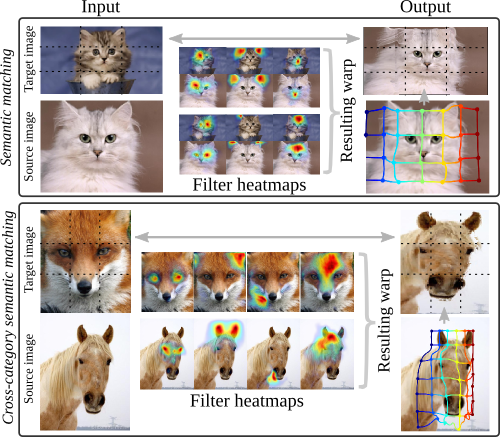 Input
Output
Semantic matching
Target image
Source image
Filter heatmaps
Resulting warp
Cross-category semantic matching
Target image
Source image
Filter heatmaps
Resulting warp